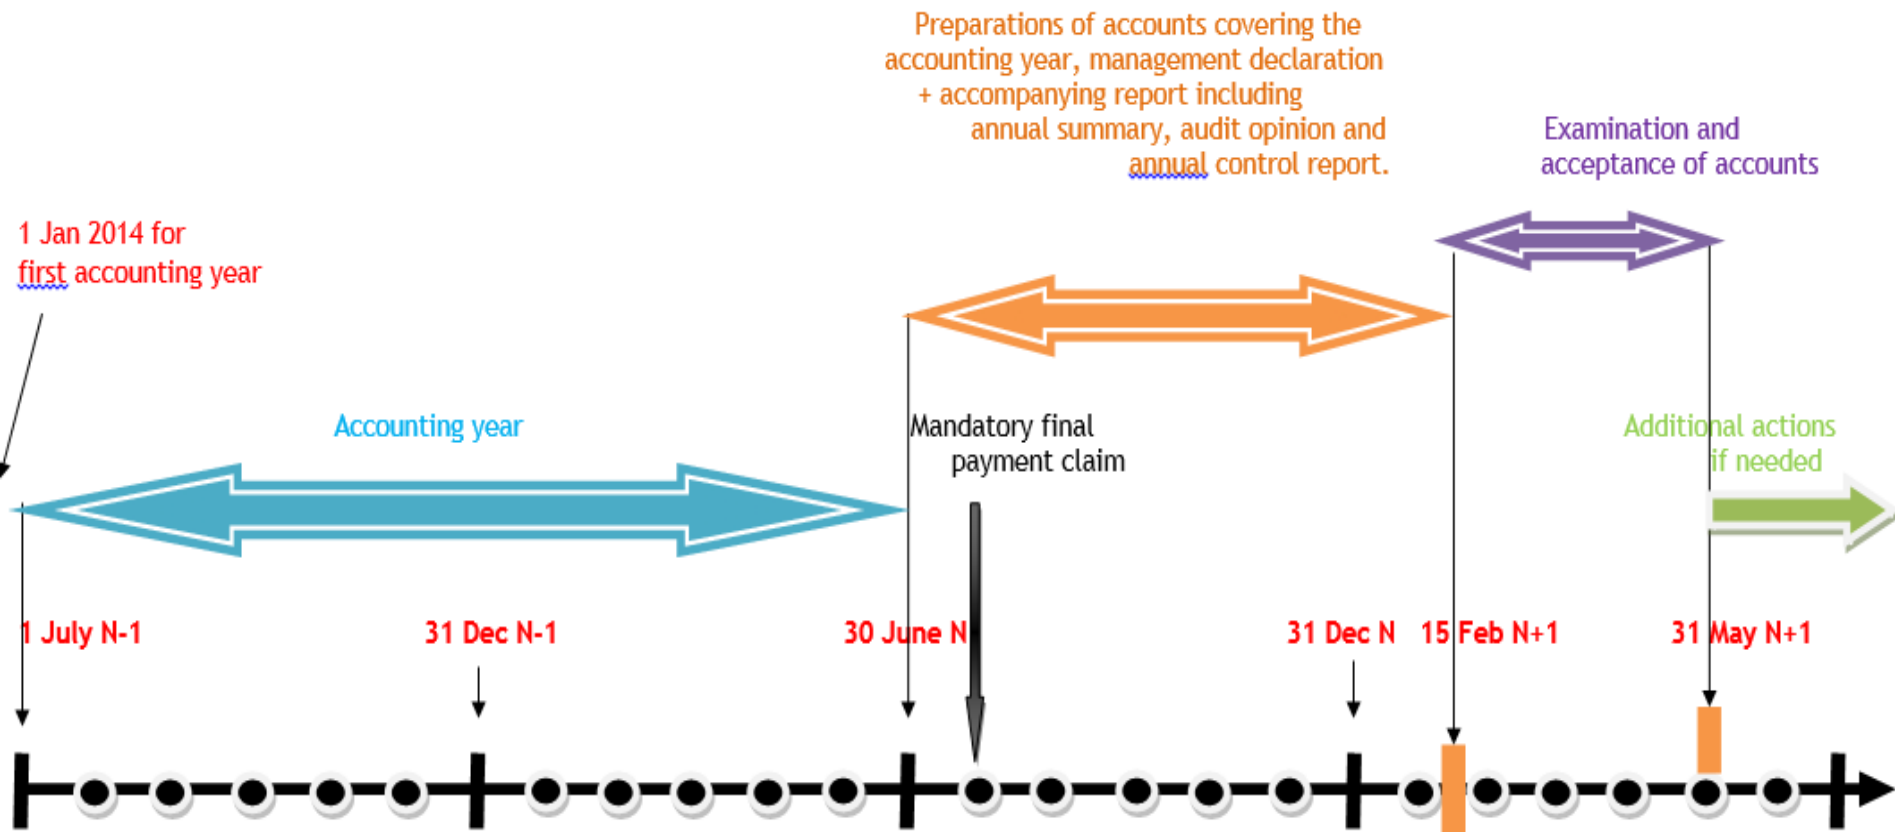 Preparations of accounts covering the
accounting year, management declaration
+ accompanying report including
annual summary, audit opinion and
annual control report.
Examination and
acceptance of accounts
1 Jan 2014 for
first accounting year
Accounting year
Mandatory final
payment claim
Additional actions
if needed
1 July N-1
31 Dec N-1
30 June N
31 Dec N
15 Feb N+1
31 May N+1